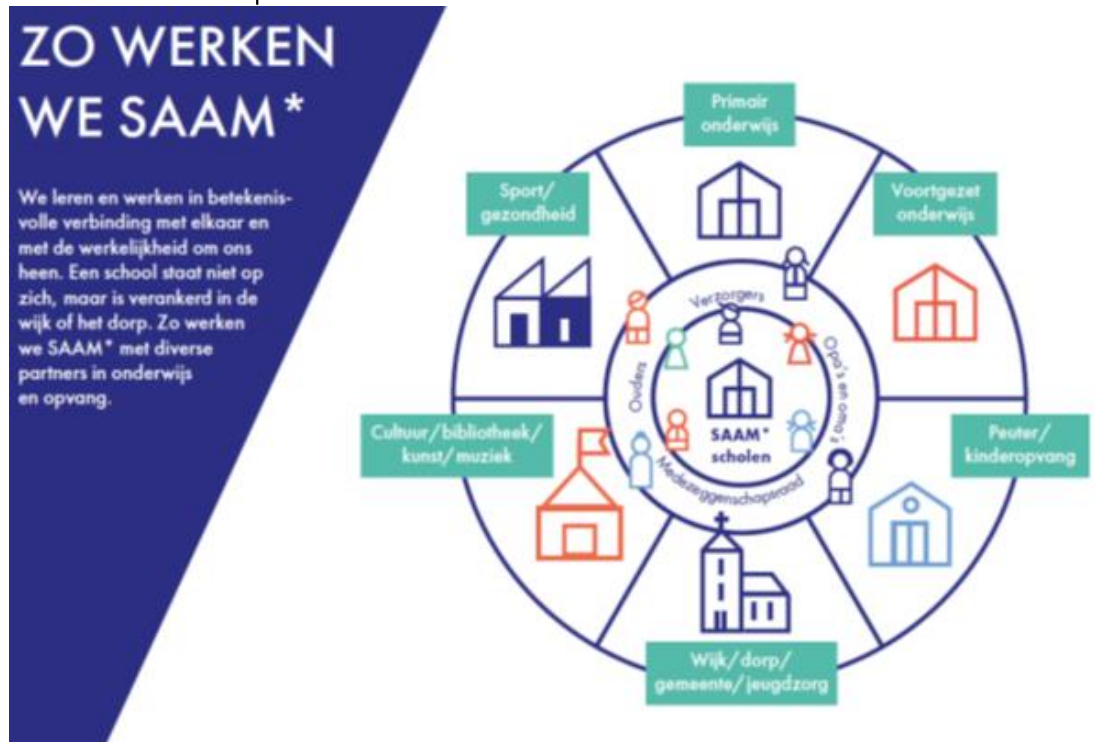 ZO WERKEN
WE SAAM*
We leren en werken in betekenis-
volle verbinding met elkaar en
met de werkelijkheid om ons
heen. Een school staat niet op
zich, maar is verankerd in de
wijk of het dorp. Zo werken
we SAAM* met diverse
partners in onderwijs
en opvang.
Primair
onderwijs
Sport/
gezondheid
Voortgezet
onderwijs
Verzorgers
Ouders
Opa's en oma's
SAAM*
scholen
Medezeggenschapsraad
Cultuur/bibliotheek/
kunst/muziek
Peuter/
kinderopvang
Wijk/dorp/
gemeente/jeugdzorg